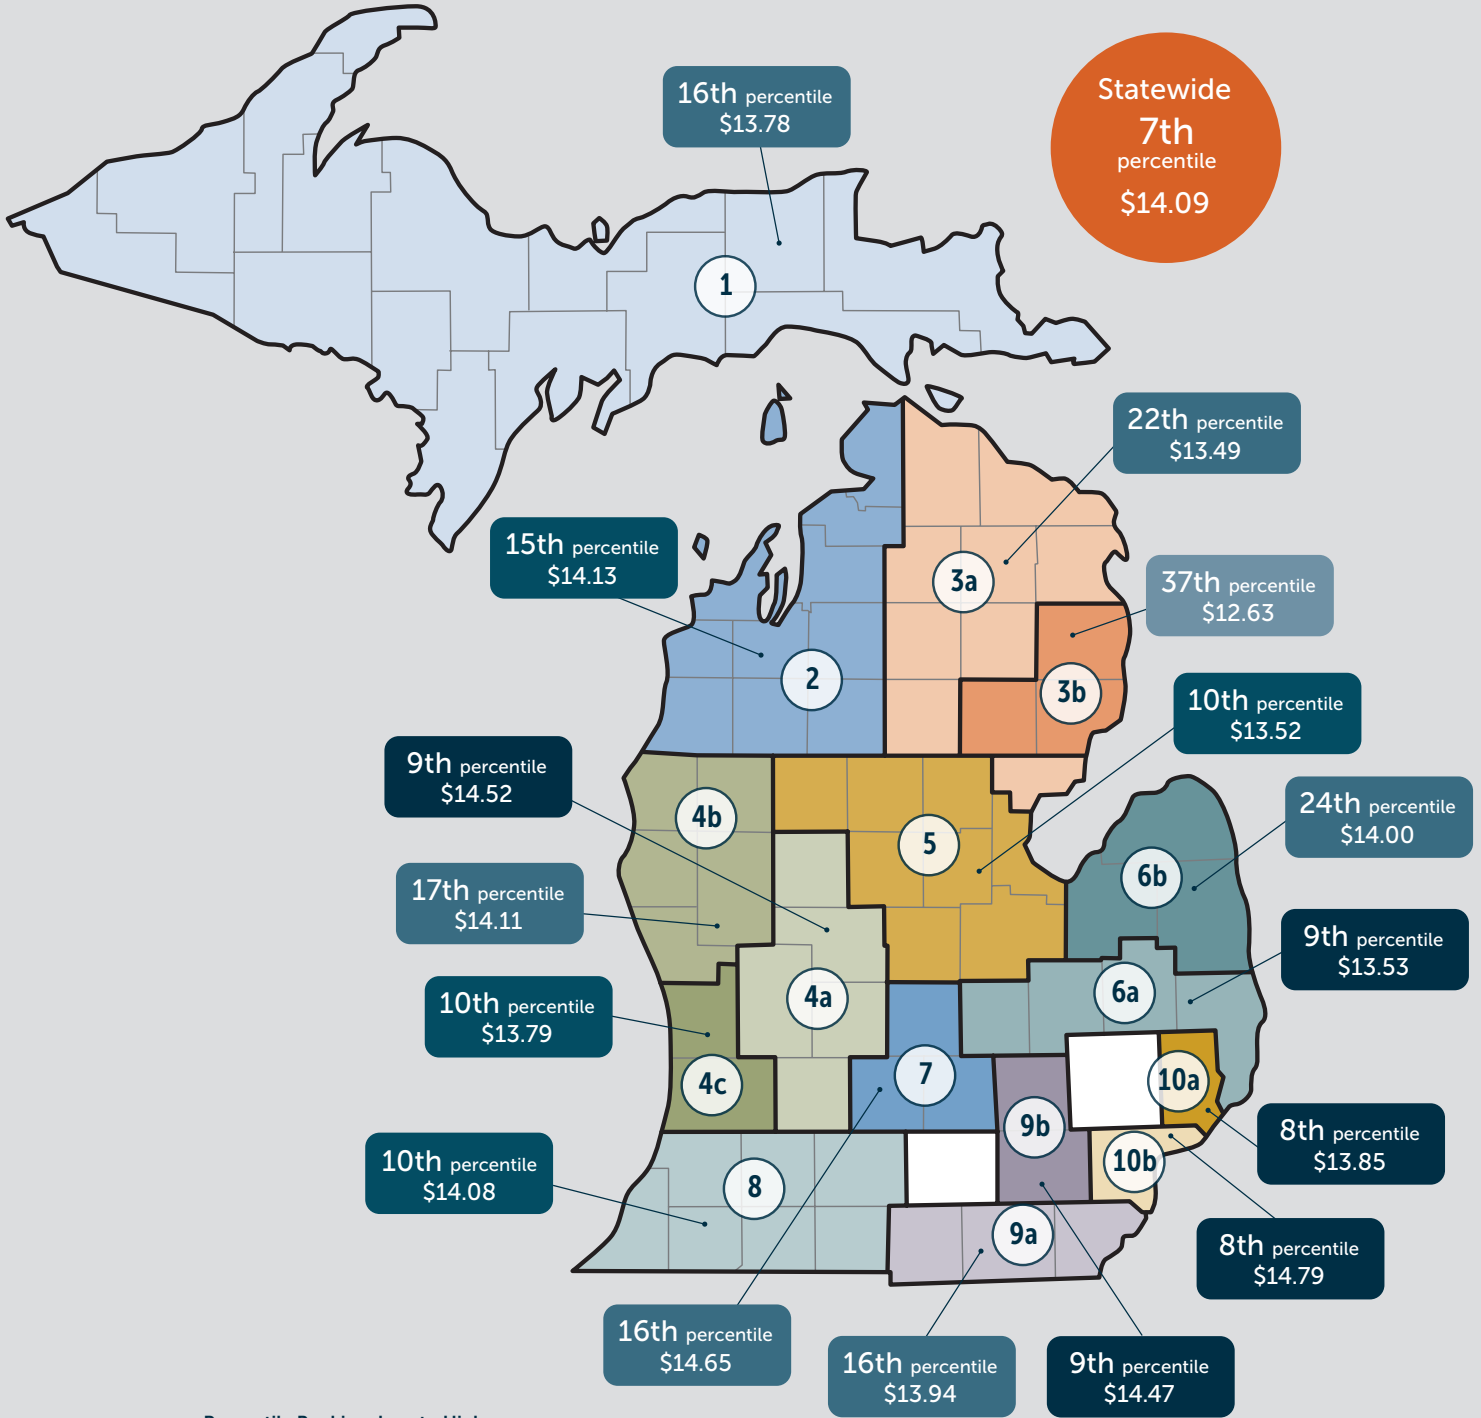 16th percentile
$13.78
Statewide
7th
percentile
$14.09
1
22th percentile
$13.49
15th percentile
$14.13
3a
37th percentile
$12.63
2
3b
10th percentile
$13.52
9th percentile
$14.52
4b
5
24th percentile
$14.00
6b
17th percentile
$14.11
9th percentile
$13.53
4a
6a
10th percentile
$13.79
4c
7
10a
9b
8th percentile
$13.85
10b
10th percentile
$14.08
8
9a
8th percentile
$14.79
16th percentile
$14.65
16th percentile
$13.94
9th percentile
$14.47